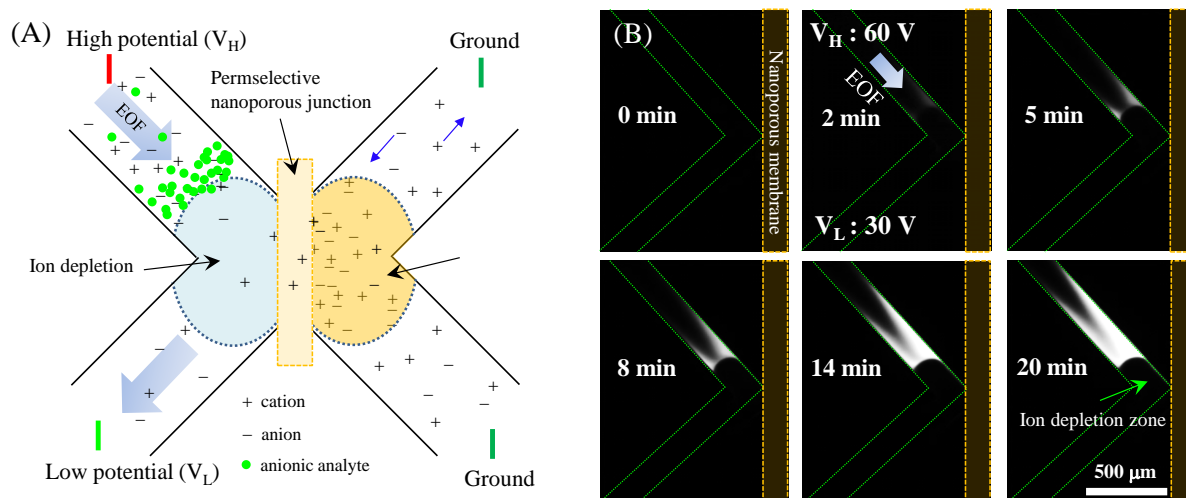 (A)
High potential (V_H)
Ground
Permselective
nanoporous junction
EOF
Ion depletion
+ cation
− anion
anionic analyte
Low potential (V_L)
Ground
(B)
0 min
Nanoporous membrane
V_H : 60 V
EOF
2 min
V_L : 30 V
5 min
8 min
14 min
20 min
Ion depletion zone
500 μm